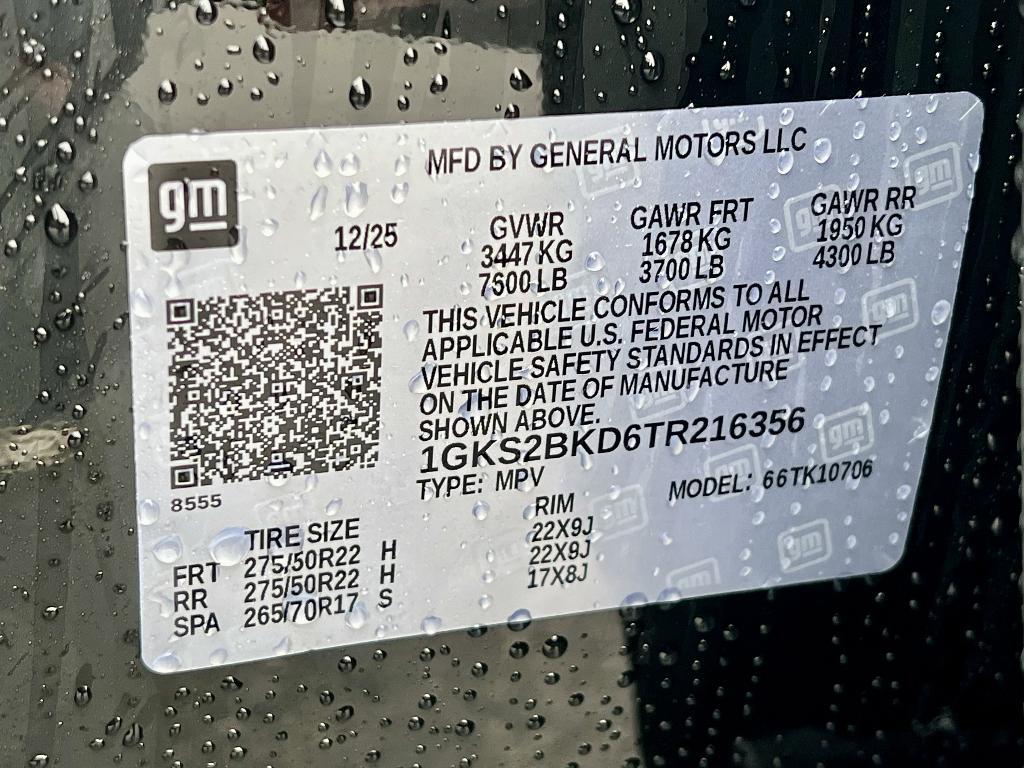 MFD BY GENERAL MOTORS LLC
gm
12/25
GVWR GAWR FRT GAWR RR
3447 KG 1678 KG 1950 KG
7600 LB 3700 LB 4300 LB
THIS VEHICLE CONFORMS TO ALL
APPLICABLE U.S. FEDERAL MOTOR
VEHICLE SAFETY STANDARDS IN EFFECT
ON THE DATE OF MANUFACTURE
SHOWN ABOVE.
1GKS2BKD6TR216356
TYPE: MPV MODEL: 66TK10706
8555
TIRE SIZE RIM
FRT 275/50R22 H 22X9J
RR 275/50R22 H 22X9J
SPA 265/70R17 S 17X8J